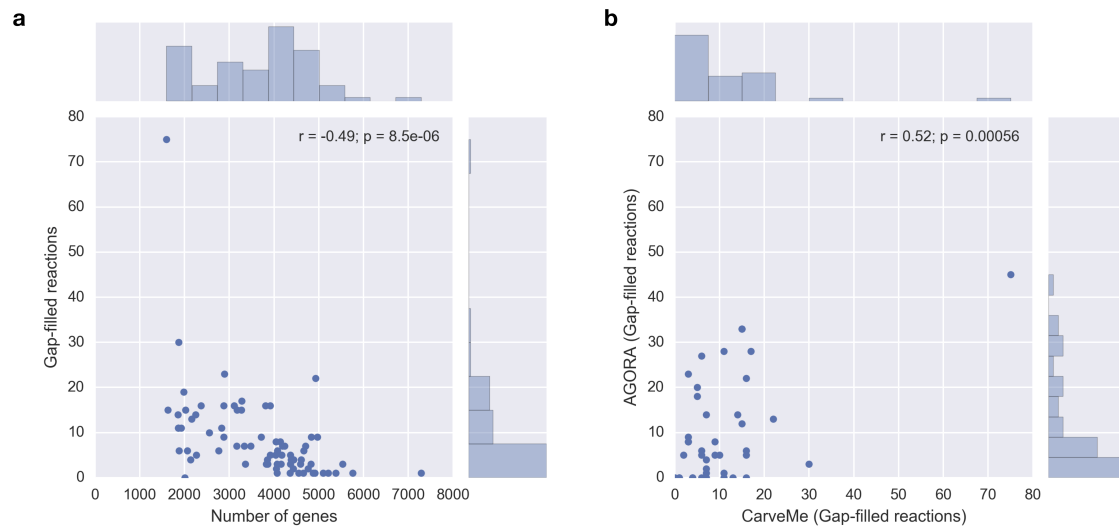 a
r = -0.49; p = 8.5e-06
80
70
60
50
40
30
20
10
0
Gap-filled reactions
0 1000 2000 3000 4000 5000 6000 7000 8000
Number of genes
b
r = 0.52; p = 0.00056
80
70
60
50
40
30
20
10
0
AGORA (Gap-filled reactions)
0 10 20 30 40 50 60 70 80
CarveMe (Gap-filled reactions)